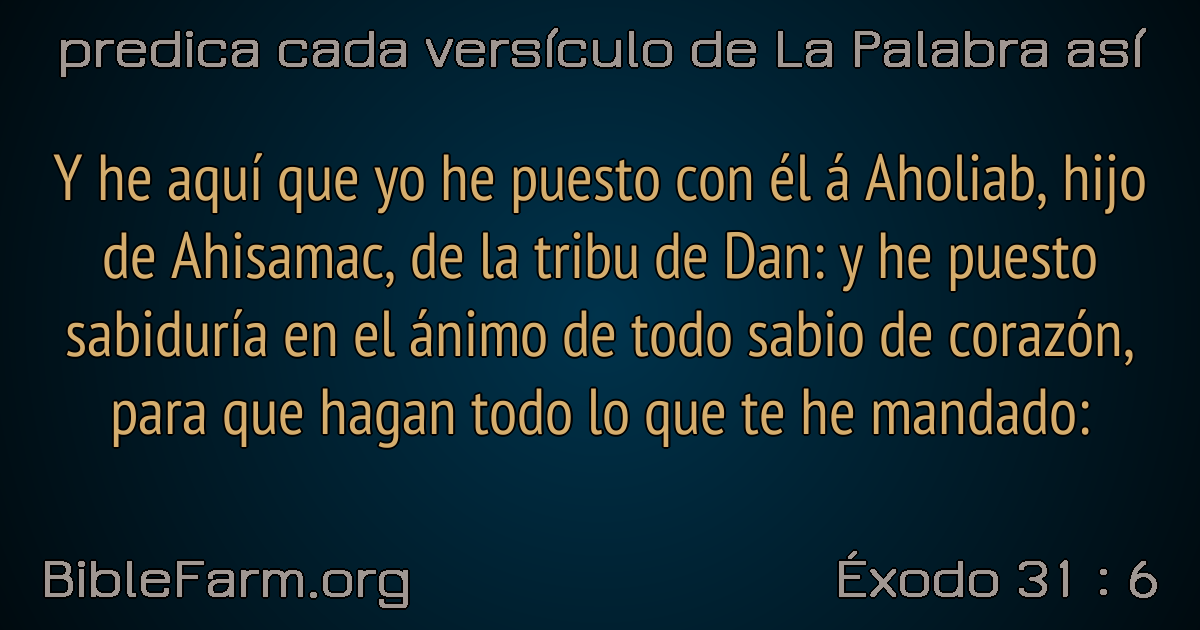 predica cada versículo de La Palabra así
Y he aquí que yo he puesto con él á Aholiab, hijo
de Ahisamac, de la tribu de Dan: y he puesto
sabiduría en el ánimo de todo sabio de corazón,
para que hagan todo lo que te he mandado:
BibleFarm.org
Éxodo 31 : 6